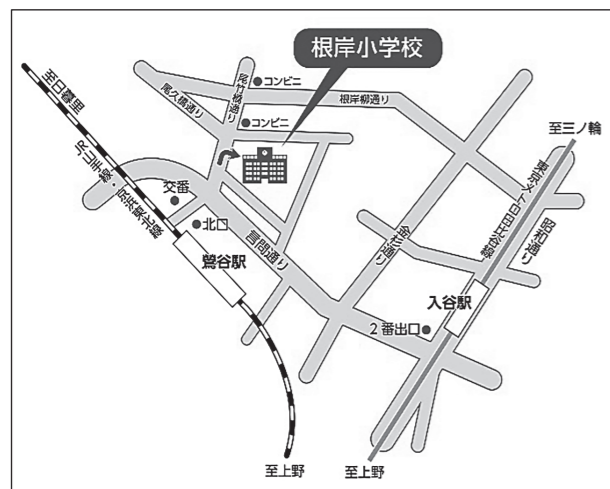 根岸小学校
至日暮里
尾竹橋通り
コンビニ
尾久橋通り
根岸柳通り
コンビニ
至三ノ輪
JR山手線・京浜東北線
東京メトロ日比谷線
昭和通り
交番
北口
言問通り
金杉通り
鶯谷駅
入谷駅
2番出口
至上野
至上野